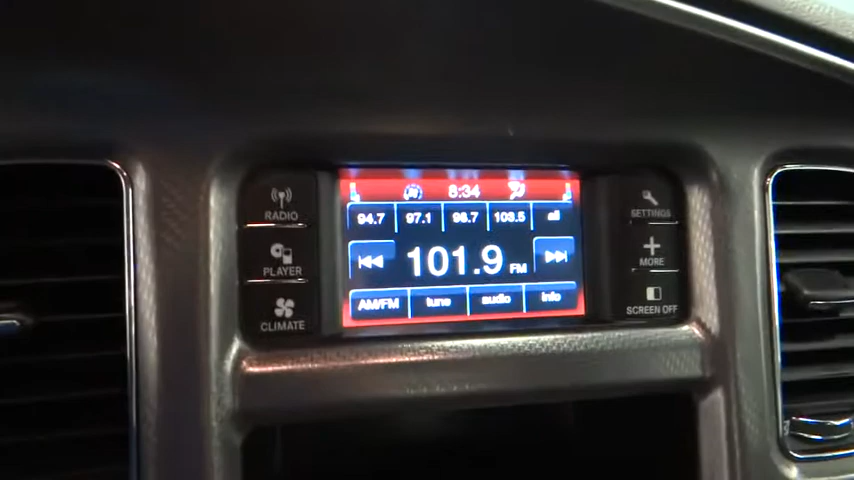 RADIO
PLAYER
CLIMATE
8:34
94.7 97.1 98.7 103.5 all
101.9 FM
AM/FM tune audio info
SETTINGS
MORE
SCREEN OFF